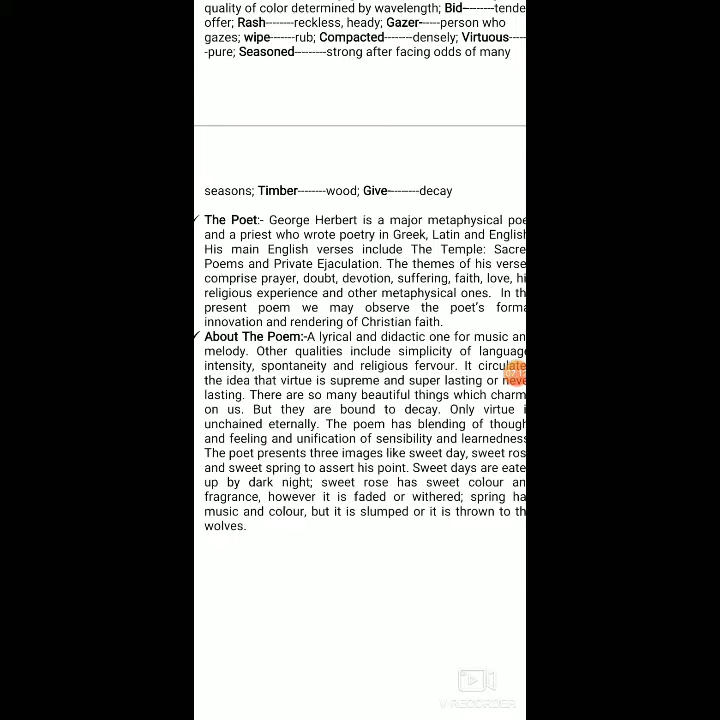 quality of color determined by wavelength; Bid--------tende
offer; Rash--------reckless, heady; Gazer-----person who
gazes; wipe-------rub; Compacted--------densely; Virtuous-----
-pure; Seasoned---------strong after facing odds of many
seasons; Timber--------wood; Give---------decay
The Poet:- George Herbert is a major metaphysical poe
and a priest who wrote poetry in Greek, Latin and English
His main English verses include The Temple: Sacre
Poems and Private Ejaculation. The themes of his verse
comprise prayer, doubt, devotion, suffering, faith, love, hi
religious experience and other metaphysical ones. In th
present poem we may observe the poet's forma
innovation and rendering of Christian faith.
About The Poem:-A lyrical and didactic one for music an
melody. Other qualities include simplicity of language
intensity, spontaneity and religious fervour. It circulate
the idea that virtue is supreme and super lasting or neve
lasting. There are so many beautiful things which charm
on us. But they are bound to decay. Only virtue i
unchained eternally. The poem has blending of though
and feeling and unification of sensibility and learnedness
The poet presents three images like sweet day, sweet ros
and sweet spring to assert his point. Sweet days are eate
up by dark night; sweet rose has sweet colour an
fragrance, however it is faded or withered; spring ha
music and colour, but it is slumped or it is thrown to th
wolves.
V RECORDER